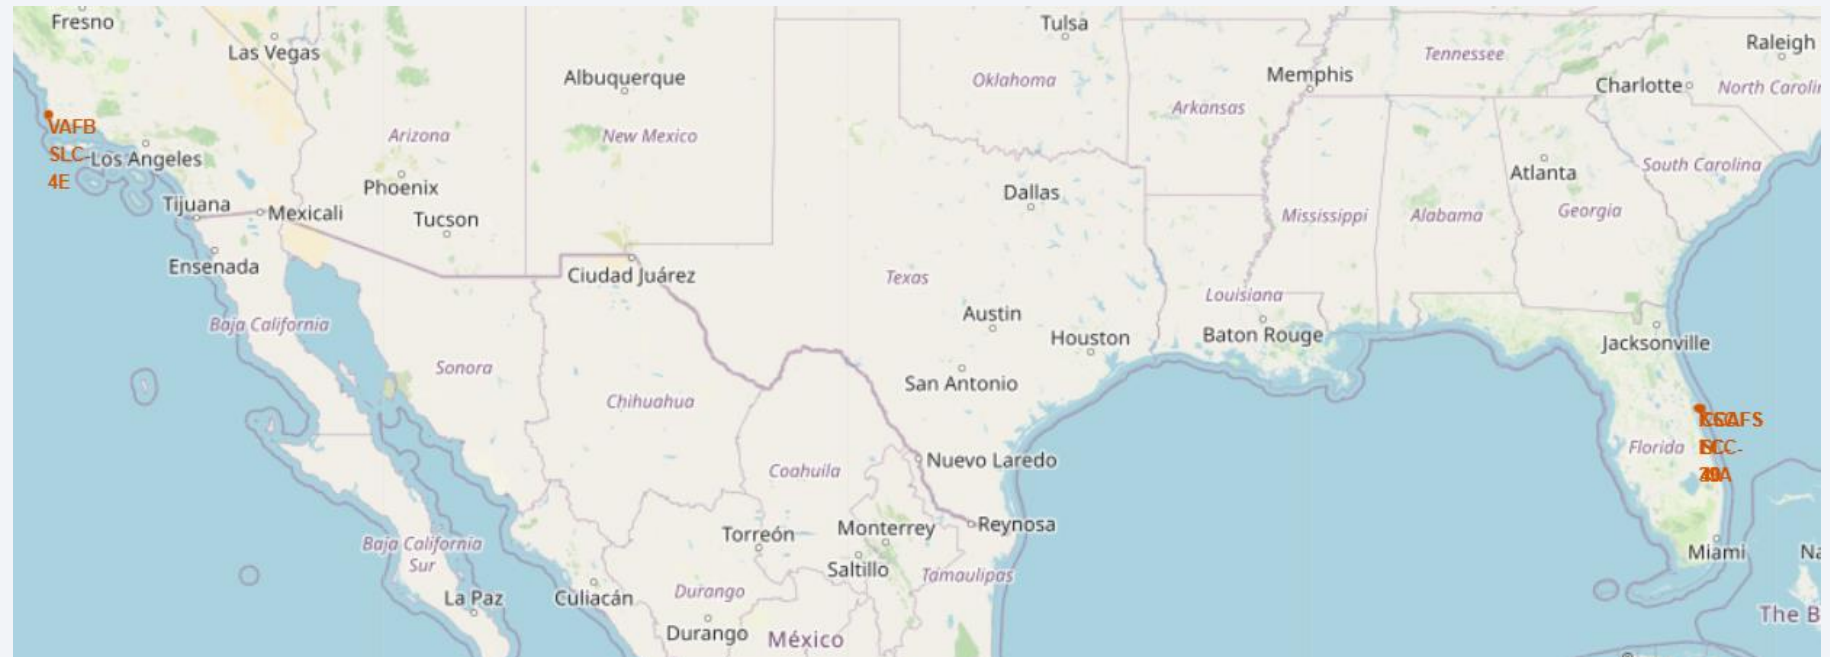 Fresno
Las Vegas
Albuquerque
Tulsa
Oklahoma
Memphis
Tennessee
Raleigh
Charlotte
North Caroli
Arkansas
Arizona
New Mexico
VAFB
SLC-
4E
Los Angeles
Phoenix
Tucson
Tijuana
Mexicali
Ensenada
Dallas
Atlanta
South Carolina
Mississippi
Alabama
Georgia
Ciudad Juárez
Texas
Louisiana
Baja California
Austin
Houston
Baton Rouge
Jacksonville
Sonora
San Antonio
Chihuahua
Florida
Coahuila
Nuevo Laredo
Torreón
Monterrey
Reynosa
Baja California
Sur
Saltillo
Tamaulipas
Miami
Na
La Paz
Culiacán
Durango
Durango
México
The B